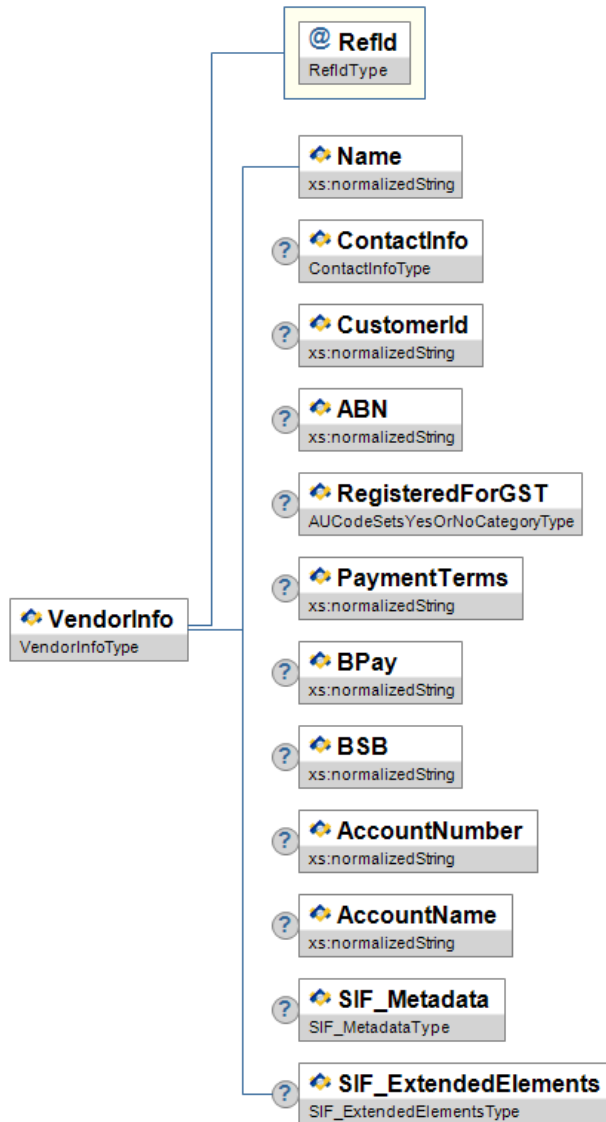 @ RefId
RefIdType
Name
xs:normalizedString
? ContactInfo
ContactInfoType
? CustomerId
xs:normalizedString
? ABN
xs:normalizedString
? RegisteredForGST
AUCodeSetsYesOrNoCategoryType
? PaymentTerms
xs:normalizedString
VendorInfo
VendorInfoType
? BPay
xs:normalizedString
? BSB
xs:normalizedString
? AccountNumber
xs:normalizedString
? AccountName
xs:normalizedString
? SIF_Metadata
SIF_MetadataType
? SIF_ExtendedElements
SIF_ExtendedElementsType